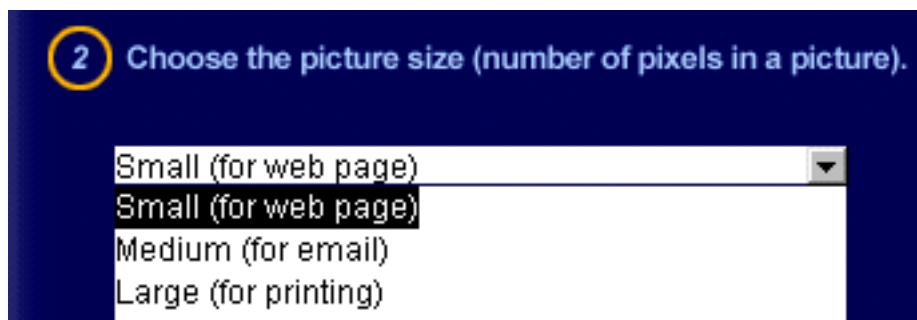 2 Choose the picture size (number of pixels in a picture).
Small (for web page)
Small (for web page)
Medium (for email)
Large (for printing)